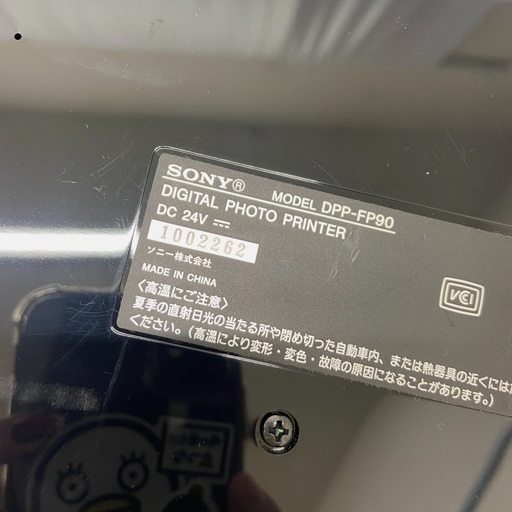 SONY® MODEL DPP-FP90
DIGITAL PHOTO PRINTER
DC 24V ⎓
1002262
ソニー株式会社
MADE IN CHINA
〈高温にご注意〉
夏季の直射日光の当たる所や閉め切った自動車内、または熱器具の近くには
ください。(高温により変形・変色・故障の原因になることがあります。)
VCI